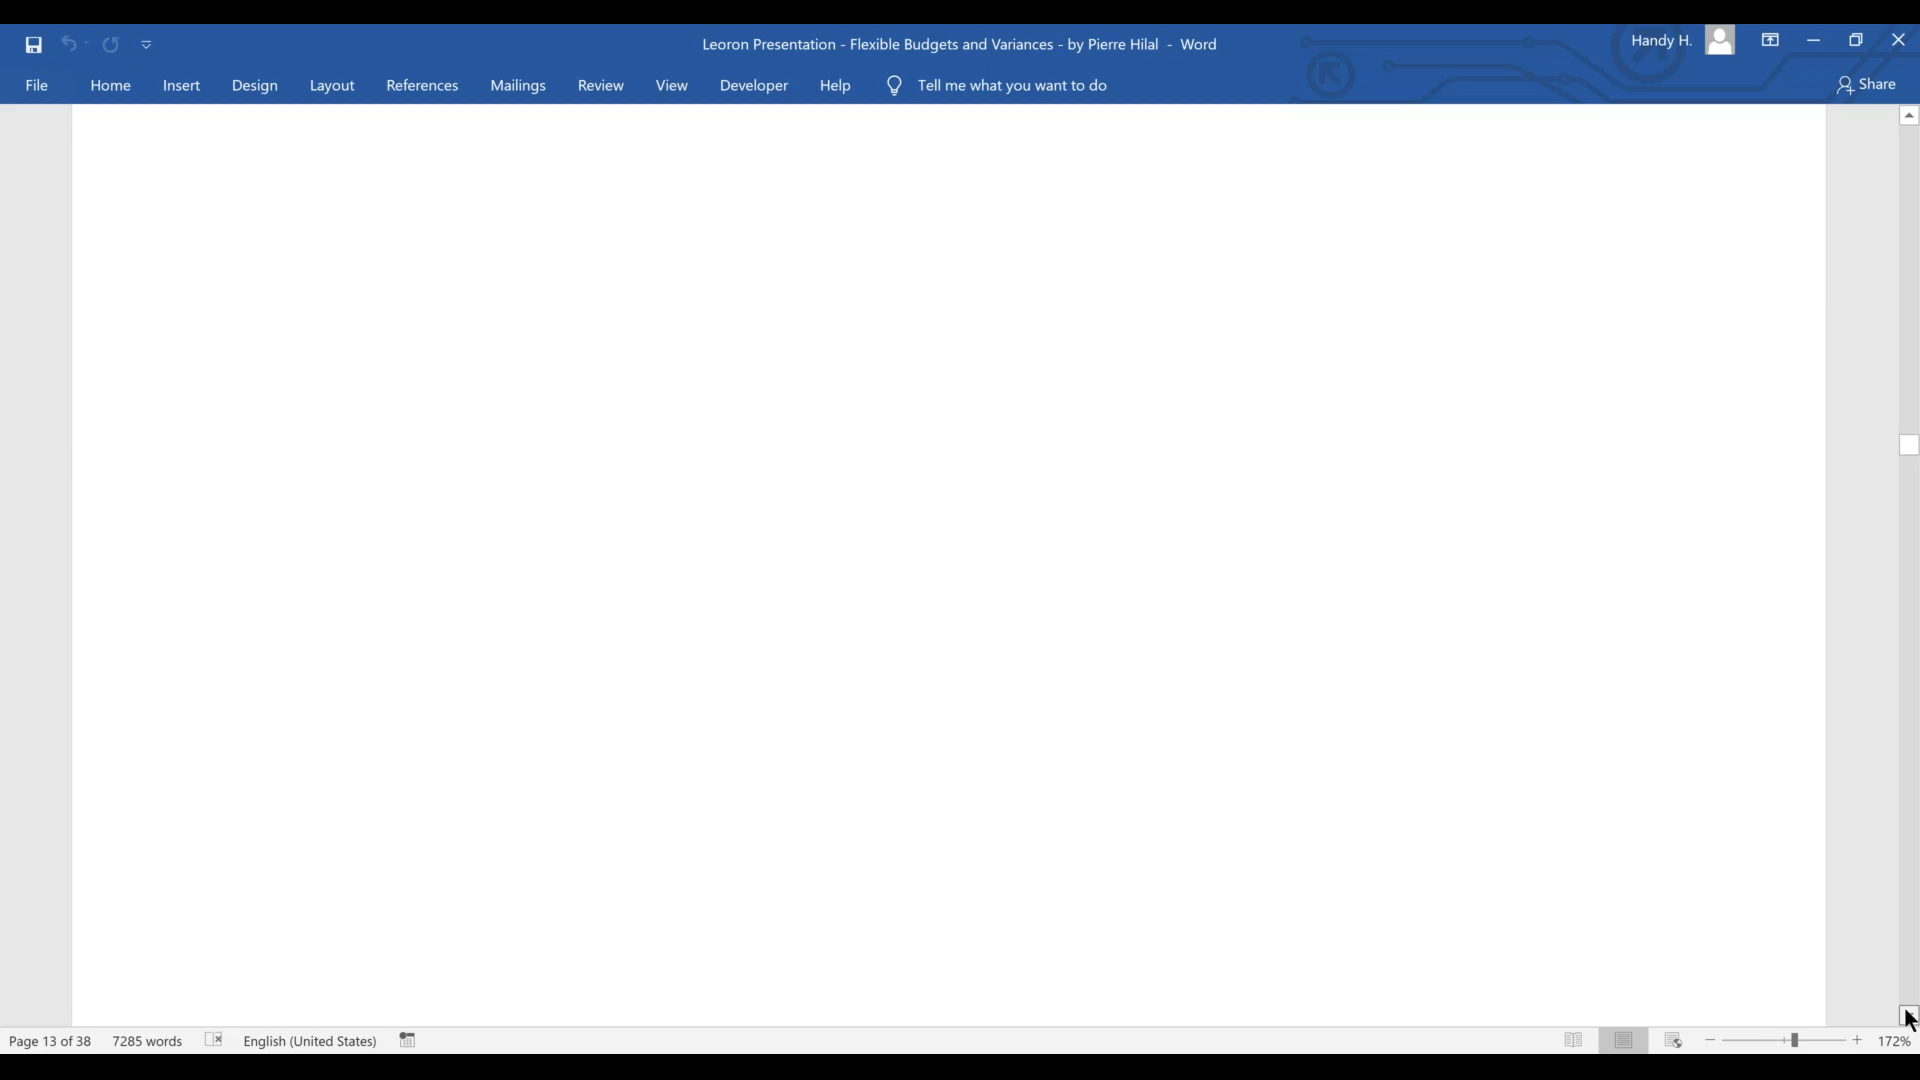 Leoron Presentation - Flexible Budgets and Variances - by Pierre Hilal - Word
Handy H.
File Home Insert Design Layout References Mailings Review View Developer Help Tell me what you want to do Share
Page 13 of 38 7285 words English (United States) 172%